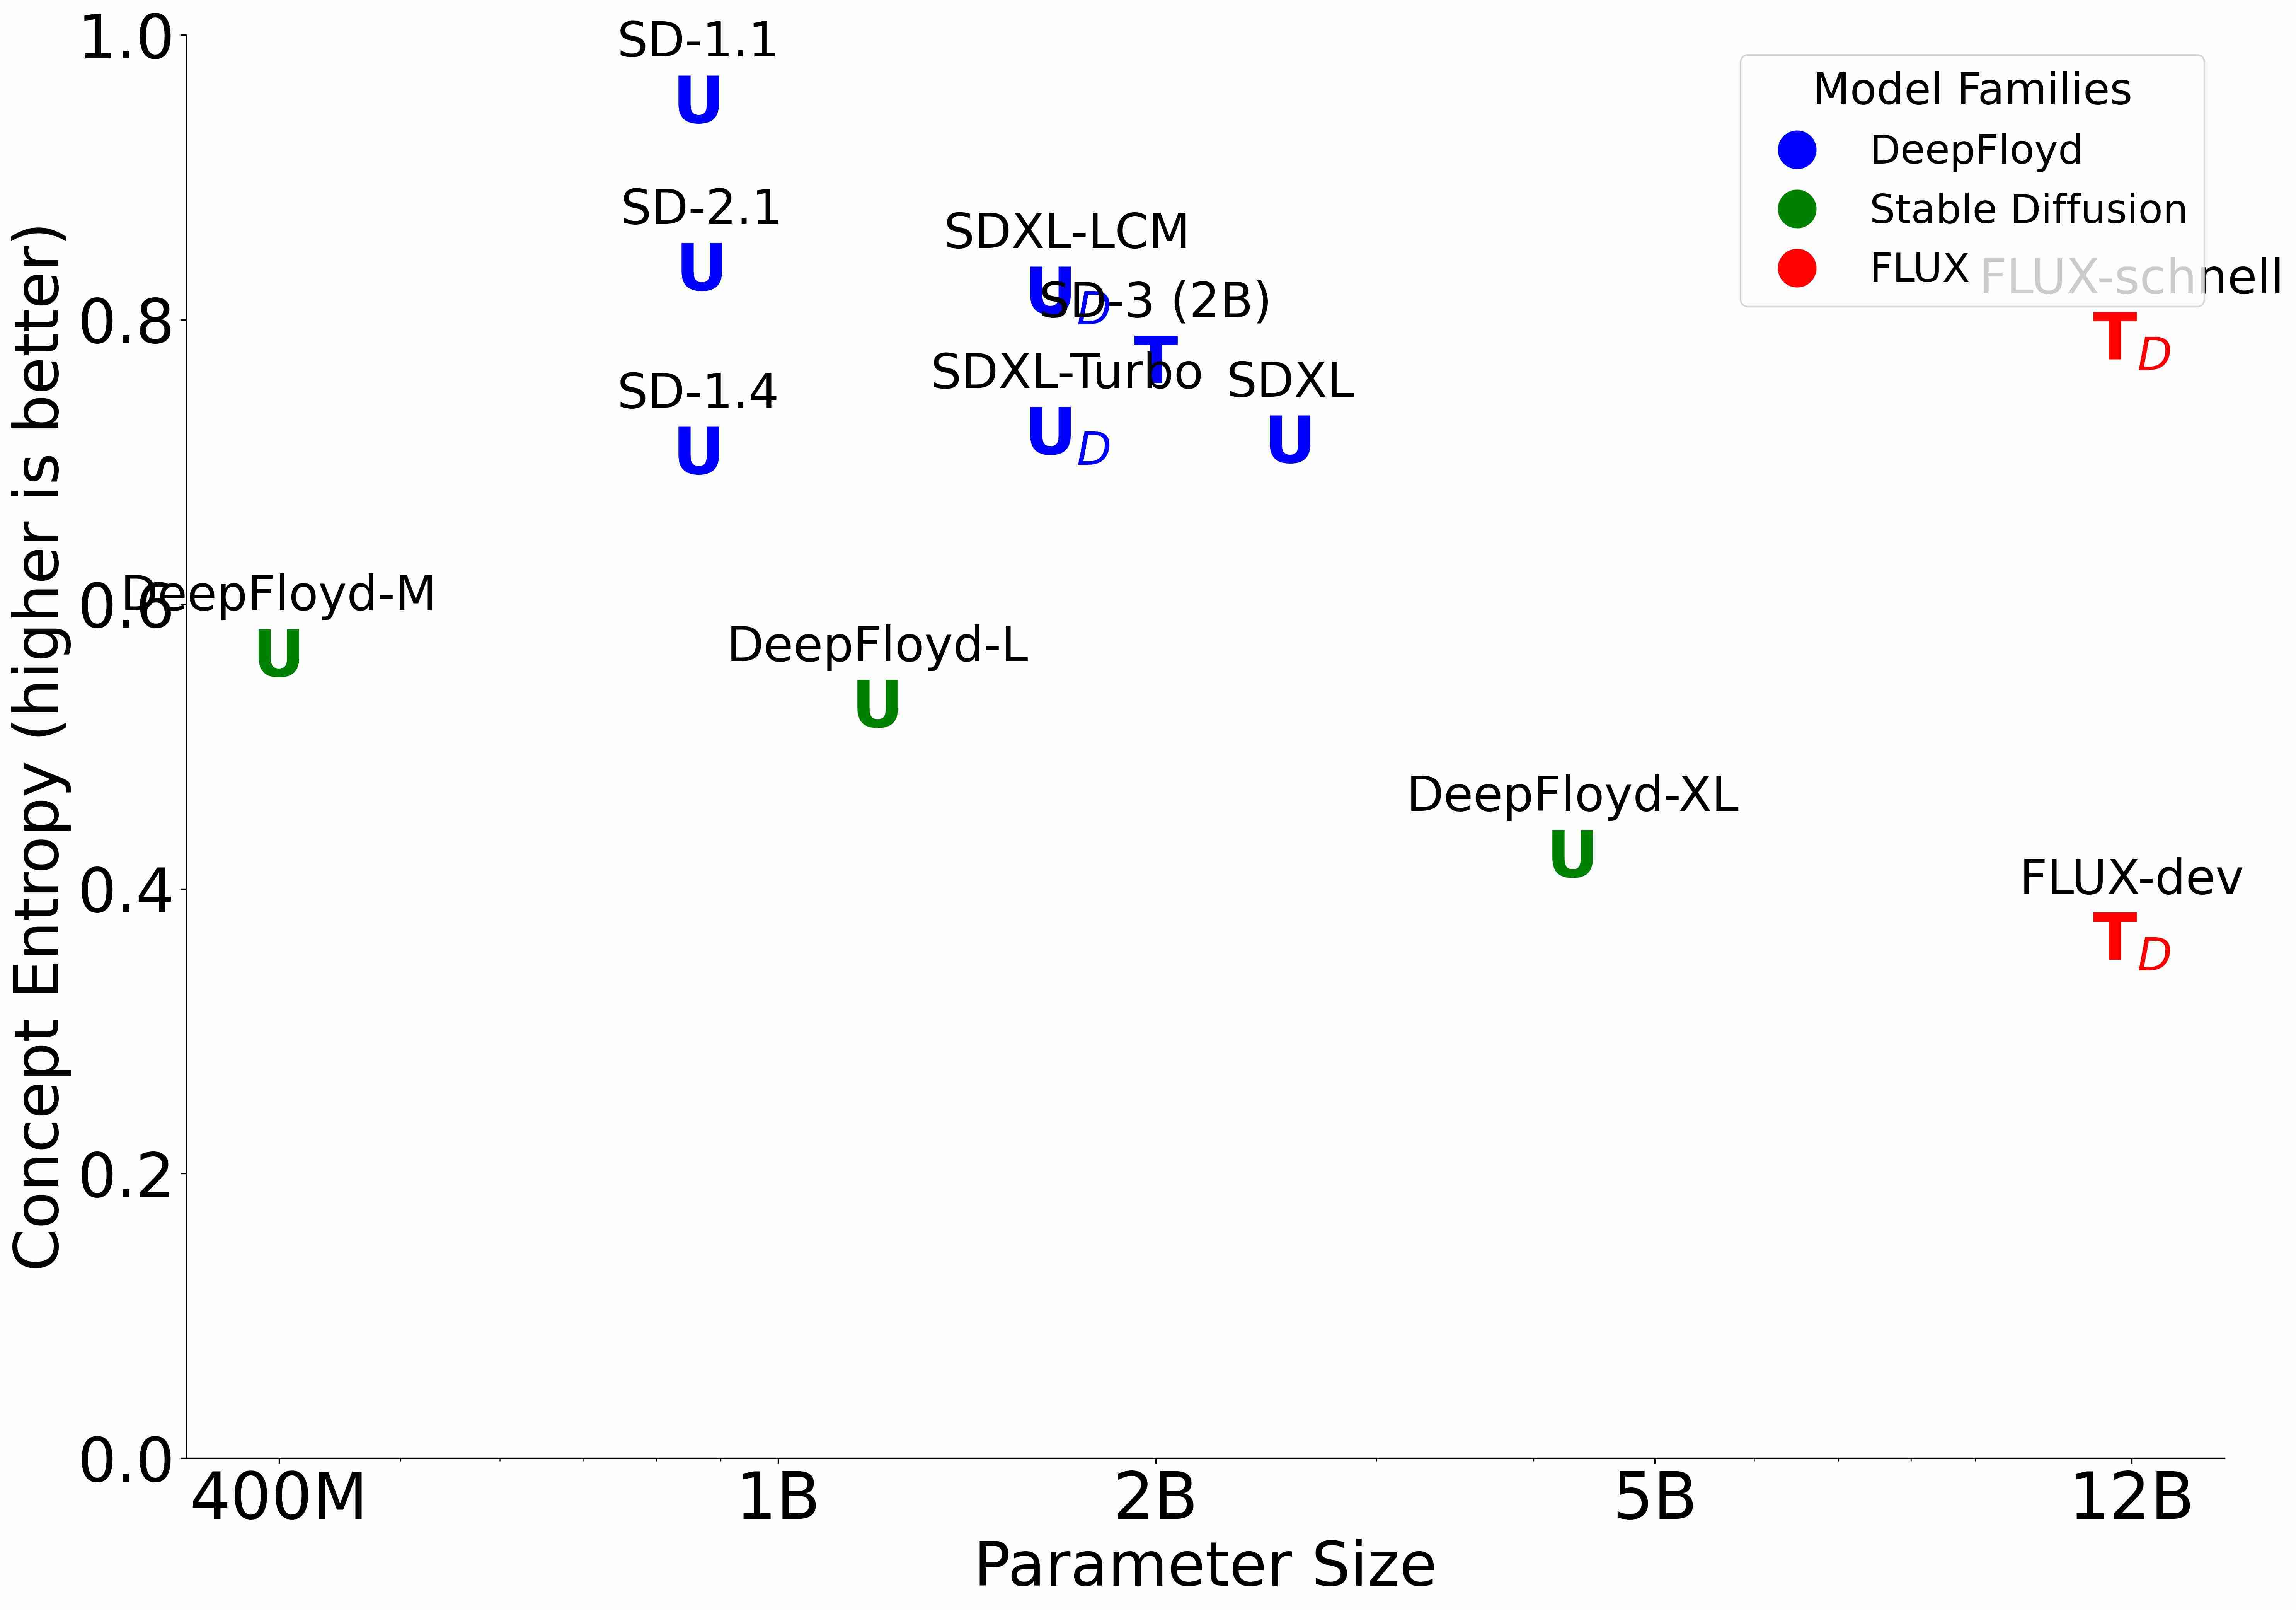 1.0
0.8
0.6
0.4
0.2
0.0
Concept Entropy (higher is better)
SD-1.1
U
SD-2.1
U
SDXL-LCM
U D
SD-3 (2B)
T
SDXL-Turbo
U D
SDXL
U
SD-1.4
U
DeepFloyd-M
U
DeepFloyd-L
U
DeepFloyd-XL
U
FLUX-dev
T D
Model Families
DeepFloyd
Stable Diffusion
FLUX
FLUX-schnell
T D
400M
1B
2B
5B
12B
Parameter Size